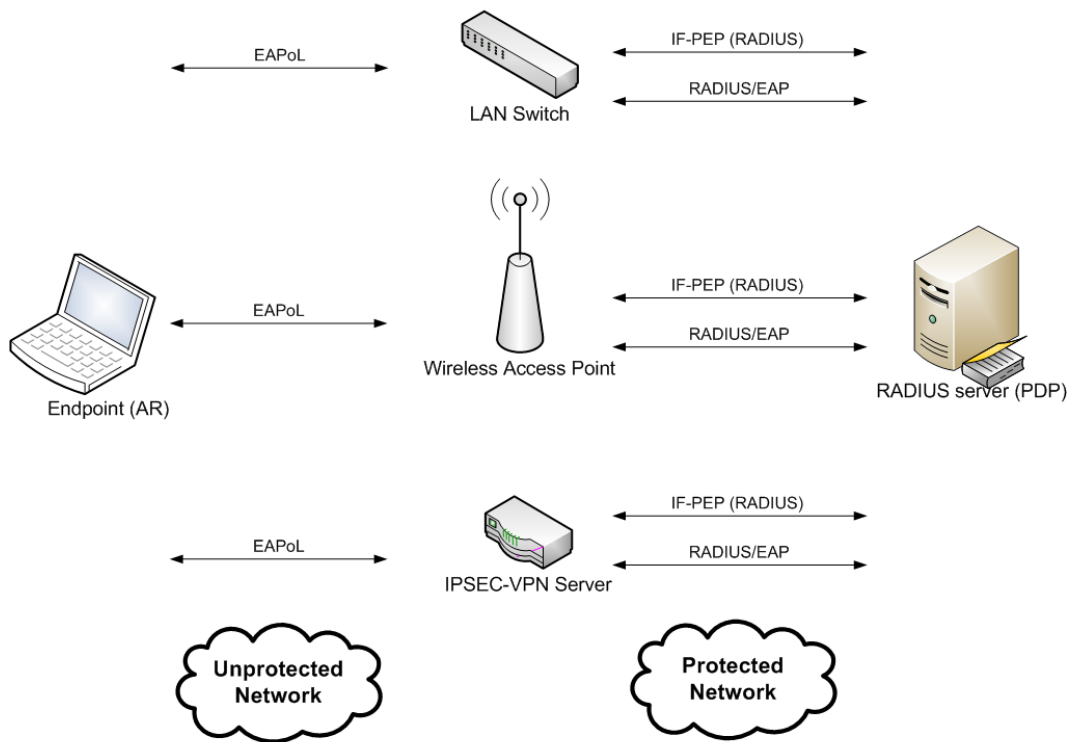 EAPoL
IF-PEP (RADIUS)
RADIUS/EAP
LAN Switch
EAPoL
IF-PEP (RADIUS)
RADIUS/EAP
Wireless Access Point
Endpoint (AR)
RADIUS server (PDP)
EAPoL
IF-PEP (RADIUS)
RADIUS/EAP
IPSEC-VPN Server
Unprotected
Network
Protected
Network